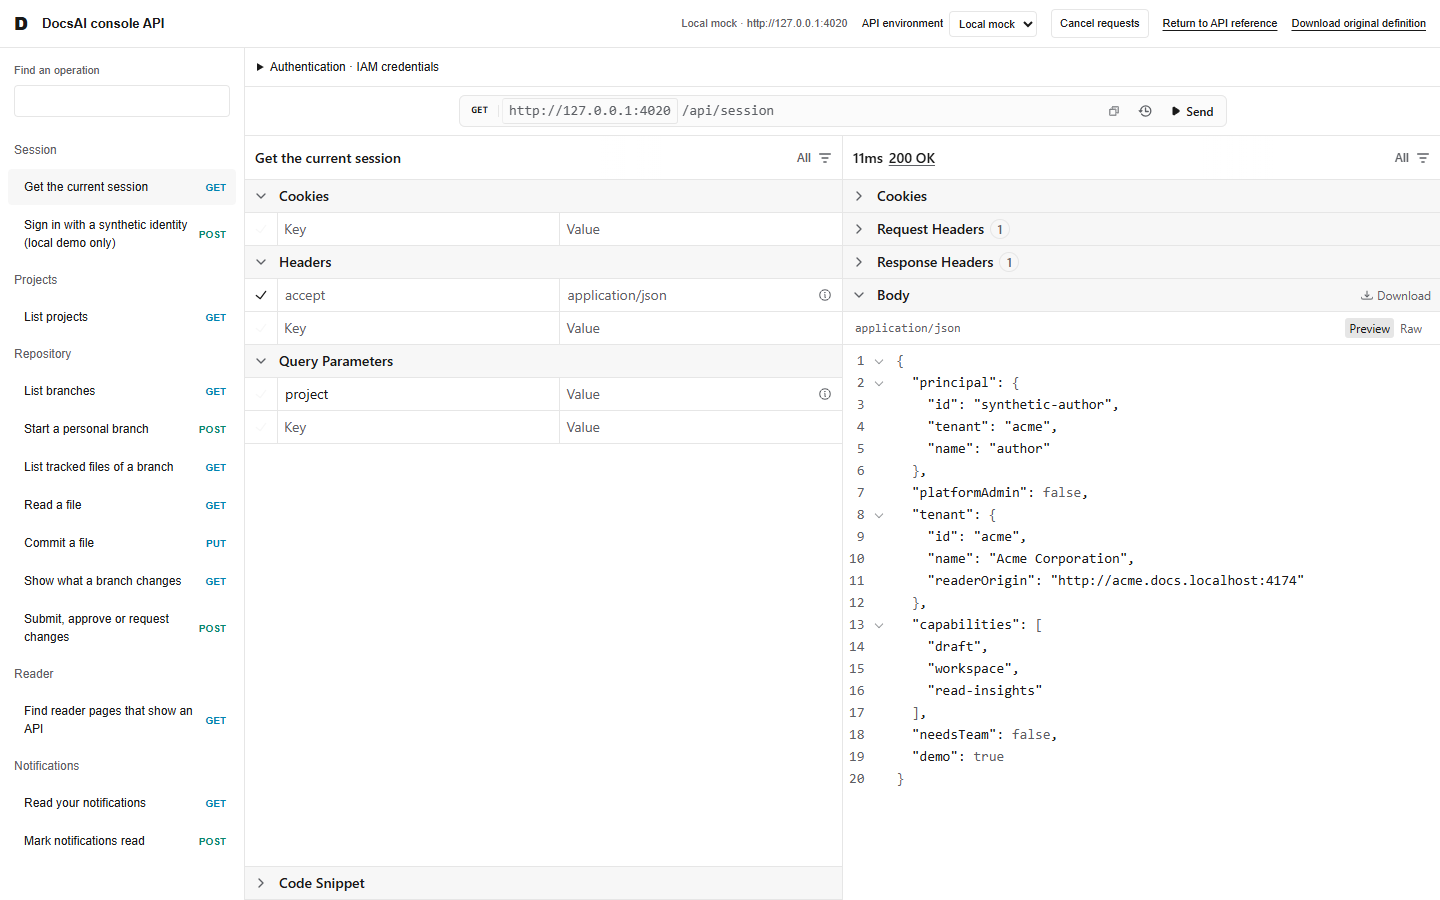 D DocsAI console API
Local mock · http://127.0.0.1:4020 API environment Local mock Cancel requests Return to API reference Download original definition
Find an operation
Session
Get the current session GET
Sign in with a synthetic identity
(local demo only) POST
Projects
List projects GET
Repository
List branches GET
Start a personal branch POST
List tracked files of a branch GET
Read a file GET
Commit a file PUT
Show what a branch changes GET
Submit, approve or request
changes POST
Reader
Find reader pages that show an
API GET
Notifications
Read your notifications GET
Mark notifications read POST
Authentication · IAM credentials
GET http://127.0.0.1:4020 /api/session Send
Get the current session All
Cookies
Key Value
Headers
accept application/json
Key Value
Query Parameters
project Value
Key Value
Code Snippet
11ms 200 OK All
Cookies
Request Headers 1
Response Headers 1
Body Download
application/json Preview Raw
1 {
2 "principal": {
3 "id": "synthetic-author",
4 "tenant": "acme",
5 "name": "author"
6 },
7 "platformAdmin": false,
8 "tenant": {
9 "id": "acme",
10 "name": "Acme Corporation",
11 "readerOrigin": "http://acme.docs.localhost:4174"
12 },
13 "capabilities": [
14 "draft",
15 "workspace",
16 "read-insights"
17 ],
18 "needsTeam": false,
19 "demo": true
20 }